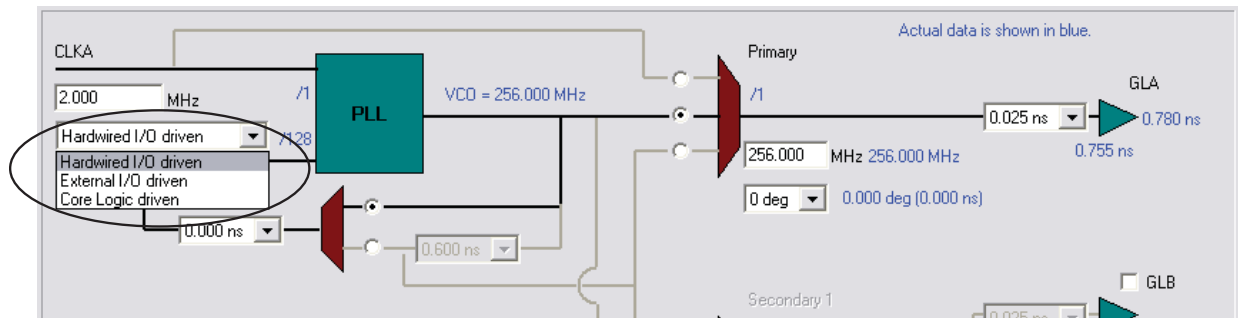 Actual data is shown in blue.
CLKA
Primary
2.000 MHz
/1
PLL
VCO = 256.000 MHz
/1
GLA
0.025 ns
0.780 ns
0.755 ns
Hardwired I/O driven
/128
Hardwired I/O driven
External I/O driven
Core Logic driven
256.000 MHz 256.000 MHz
0 deg
0.000 deg (0.000 ns)
0.000 ns
0.600 ns
Secondary 1
GLB
0.025 ns